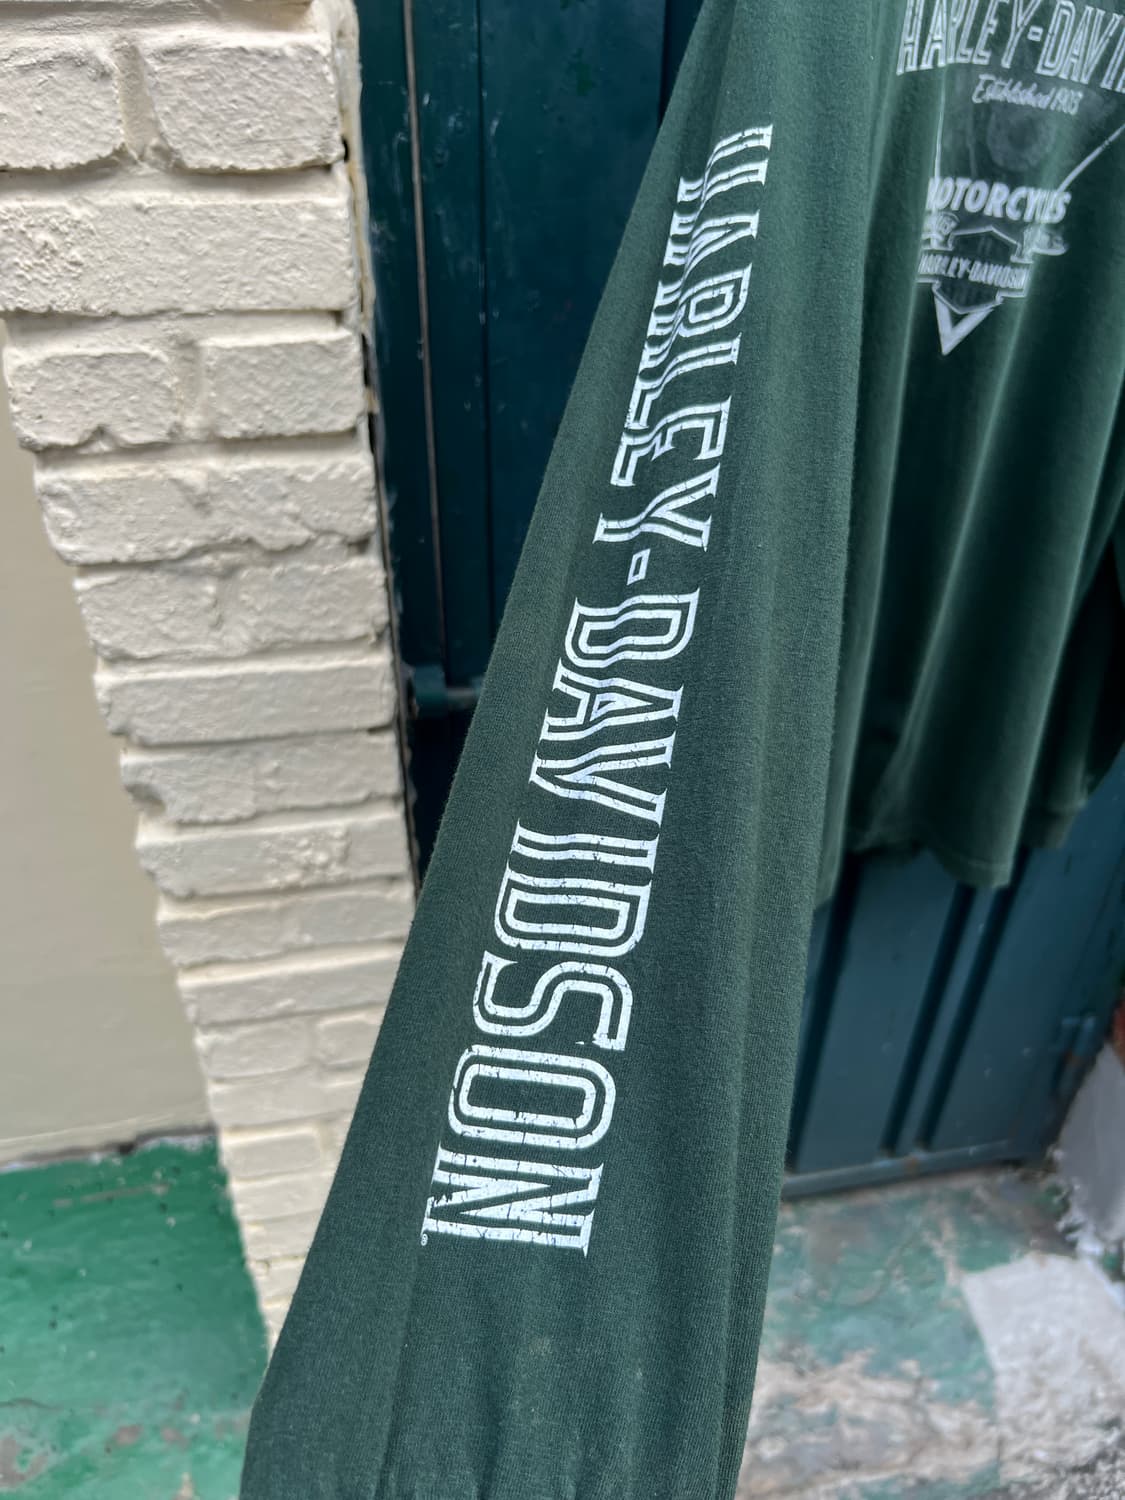 HARLEY-DAVIDSON
®
HARLEY-DAVI
Established 1903
MOTORCYCLES
HARLEY-DAVIDSON